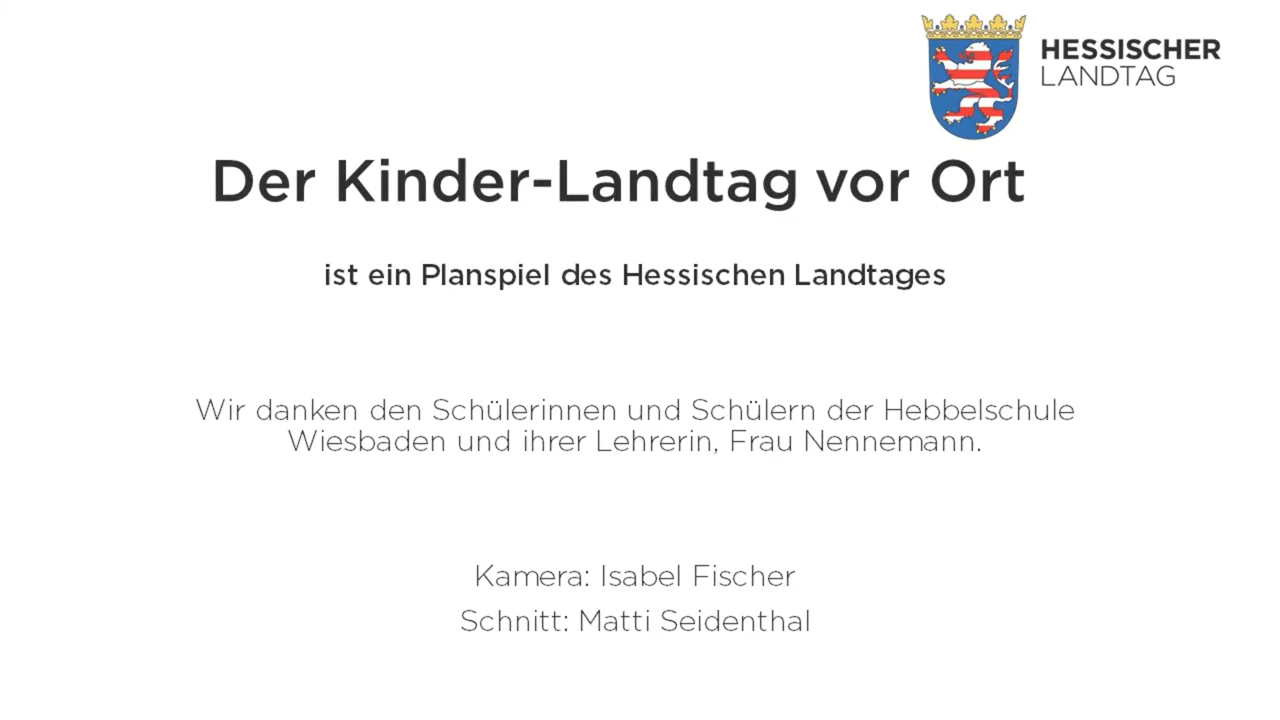 HESSISCHER
LANDTAG
Der Kinder-Landtag vor Ort
ist ein Planspiel des Hessischen Landtages
Wir danken den Schülerinnen und Schülern der Hebbelschule
Wiesbaden und ihrer Lehrerin, Frau Nennemann.
Kamera: Isabel Fischer
Schnitt: Matti Seidenthal